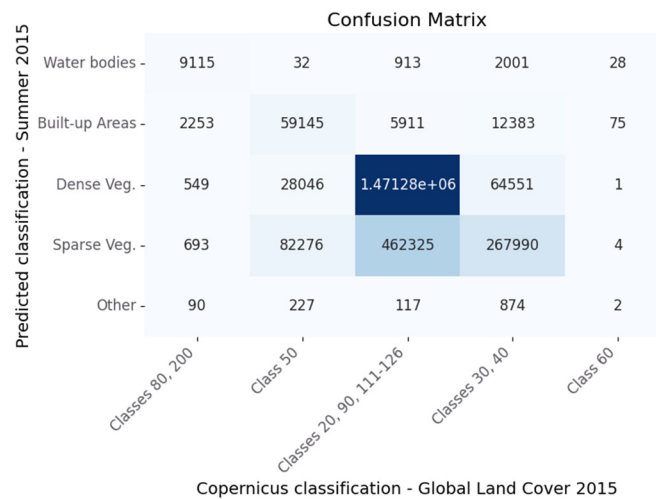 Confusion Matrix
Predicted classification - Summer 2015
Water bodies 9115 32 913 2001 28
Built-up Areas 2253 59145 5911 12383 75
Dense Veg. 549 28046 1.47128e+06 64551 1
Sparse Veg. 693 82276 462325 267990 4
Other 90 227 117 874 2
Classes 80, 200
Class 50
Classes 20, 90, 111-126
Classes 30, 40
Class 60
Copernicus classification - Global Land Cover 2015